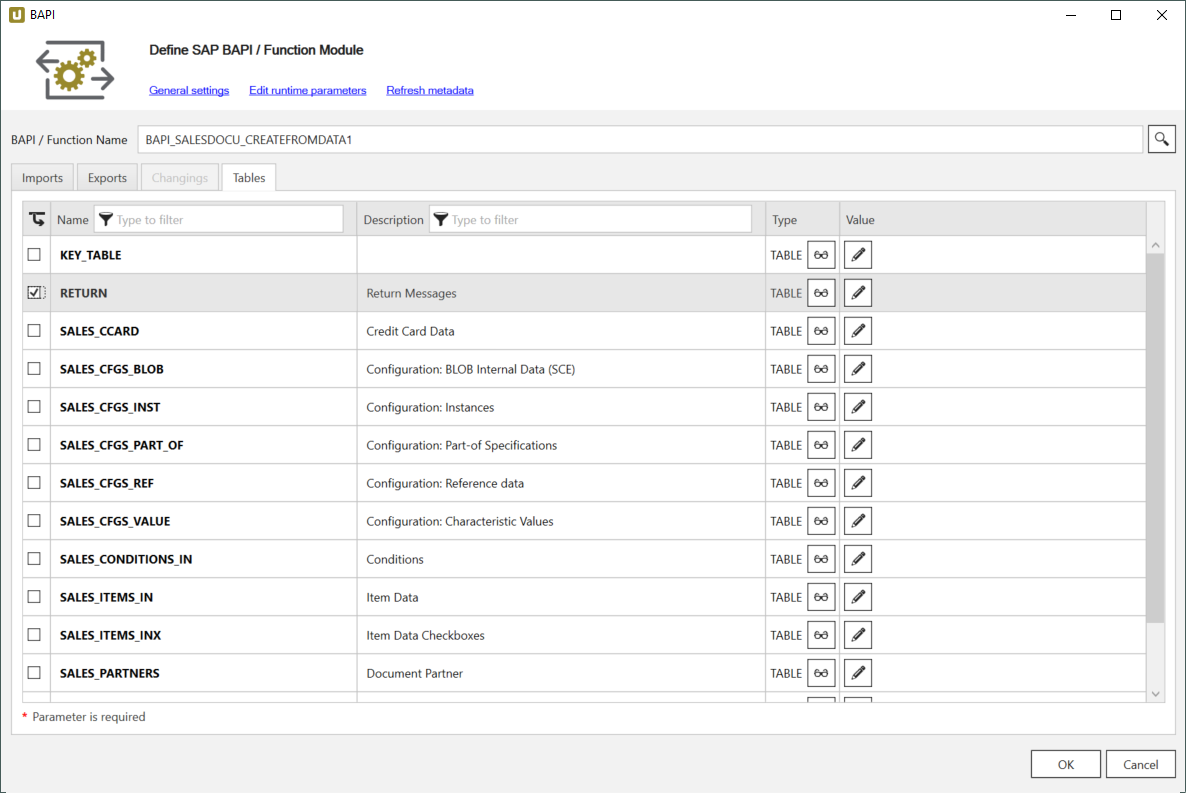 BAPI
Define SAP BAPI / Function Module
General settings Edit runtime parameters Refresh metadata
BAPI / Function Name BAPI_SALESDOCU_CREATEFROMDATA1
Imports Exports Changings Tables
Name Type to filter Description Type to filter Type Value
KEY_TABLE TABLE
RETURN Return Messages TABLE
SALES_CCARD Credit Card Data TABLE
SALES_CFGS_BLOB Configuration: BLOB Internal Data (SCE) TABLE
SALES_CFGS_INST Configuration: Instances TABLE
SALES_CFGS_PART_OF Configuration: Part-of Specifications TABLE
SALES_CFGS_REF Configuration: Reference data TABLE
SALES_CFGS_VALUE Configuration: Characteristic Values TABLE
SALES_CONDITIONS_IN Conditions TABLE
SALES_ITEMS_IN Item Data TABLE
SALES_ITEMS_INX Item Data Checkboxes TABLE
SALES_PARTNERS Document Partner TABLE
* Parameter is required
OK Cancel